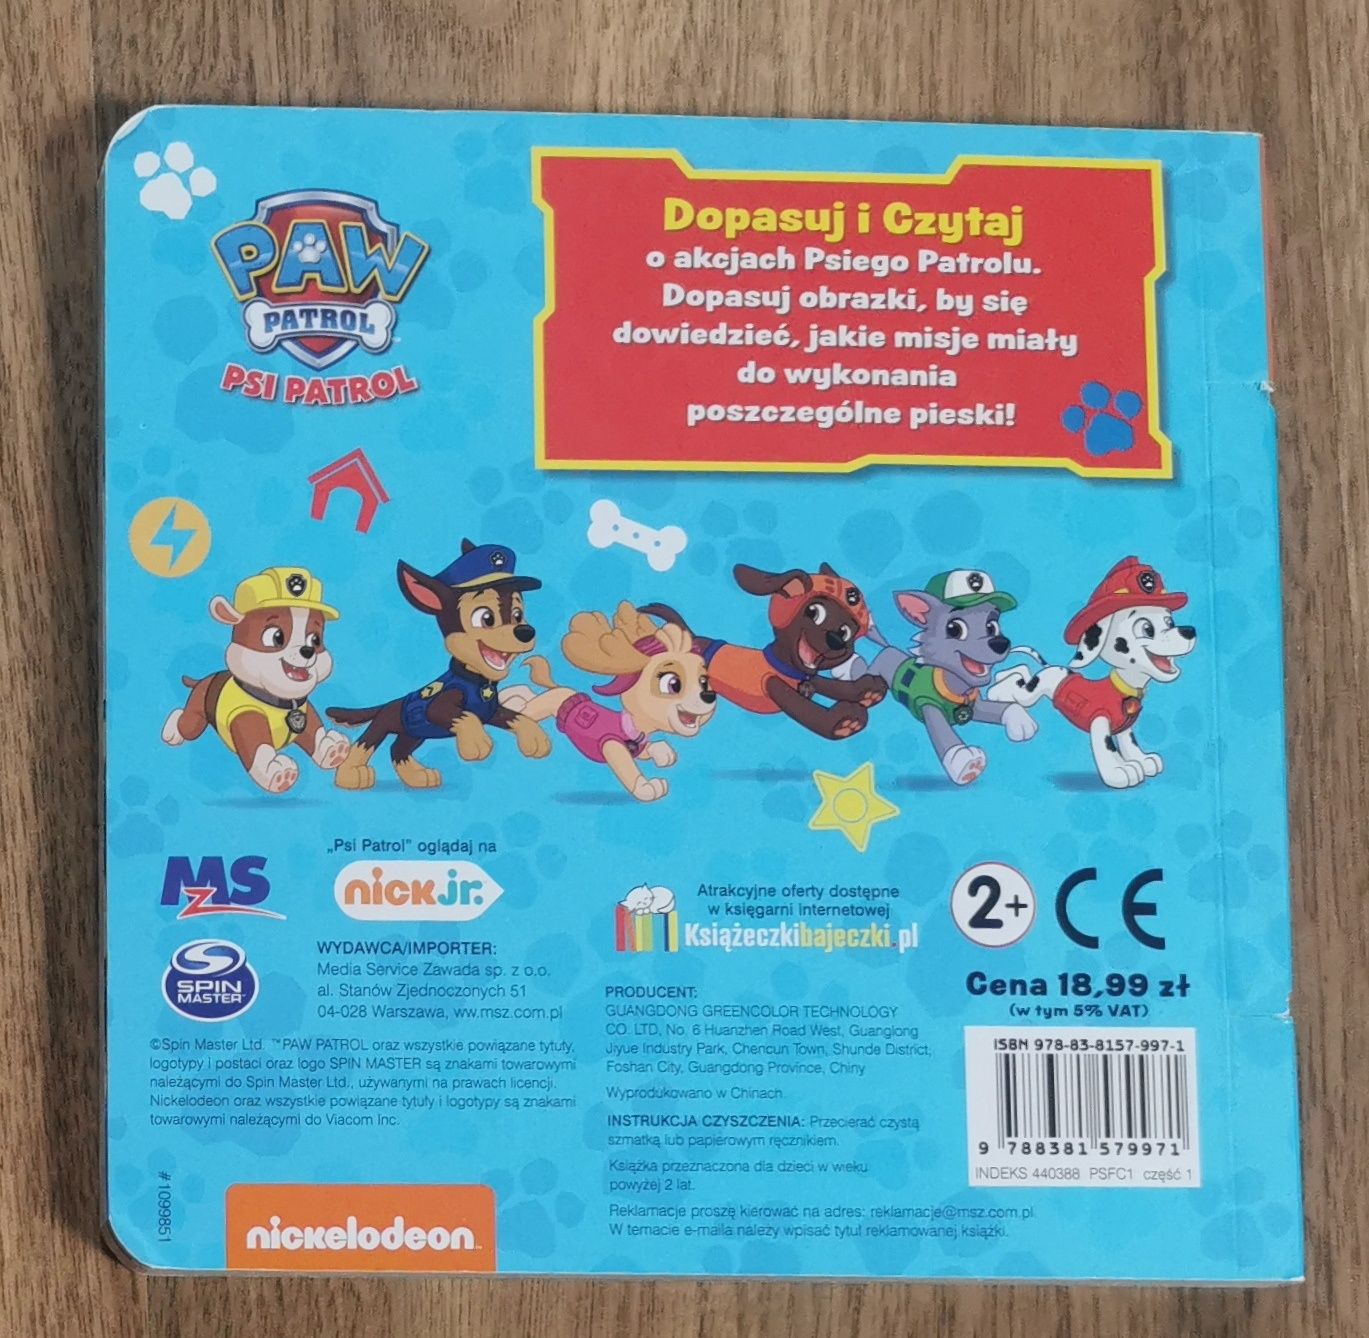 PAW
PATROL
PSI PATROL
Dopasuj i Czytaj
o akcjach Psiego Patrolu.
Dopasuj obrazki, by się
dowiedzieć, jakie misje miały
do wykonania
poszczególne pieski!
MSZ
SPIN
MASTER
„Psi Patrol” oglądaj na
nick jr.
WYDAWCA/IMPORTER:
Media Service Zawada sp. z o.o.
al. Stanów Zjednoczonych 51
04-028 Warszawa, ww.msz.com.pl
©Spin Master Ltd. ™PAW PATROL oraz wszystkie powiązane tytuły,
logotypy i postaci oraz logo SPIN MASTER są znakami towarowymi
należącymi do Spin Master Ltd., używanymi na prawach licencji.
Nickelodeon oraz wszystkie powiązane tytuły i logotypy są znakami
towarowymi należącymi do Viacom Inc.
#109851
nickelodeon
Atrakcyjne oferty dostępne
w księgarni internetowej
Książeczkibajeczki.pl
PRODUCENT:
GUANGDONG GREENCOLOR TECHNOLOGY
CO. LTD, No. 6 Huanzhen Road West, Guanglong
Jiyue Industry Park, Chencun Town, Shunde District,
Foshan City, Guangdong Province, Chiny
Wyprodukowano w Chinach.
INSTRUKCJA CZYSZCZENIA: Przecierać czystą
szmatką lub papierowym ręcznikiem.
Książka przeznaczona dla dzieci w wieku
powyżej 2 lat.
Reklamacje proszę kierować na adres: reklamacje@msz.com.pl
W temacie e-maila należy wpisać tytuł reklamowanej książki.
2+ CE
Cena 18,99 zł
(w tym 5% VAT)
ISBN 978-83-8157-997-1
9 788381 579971
INDEKS 440388 PSFC1 część 1